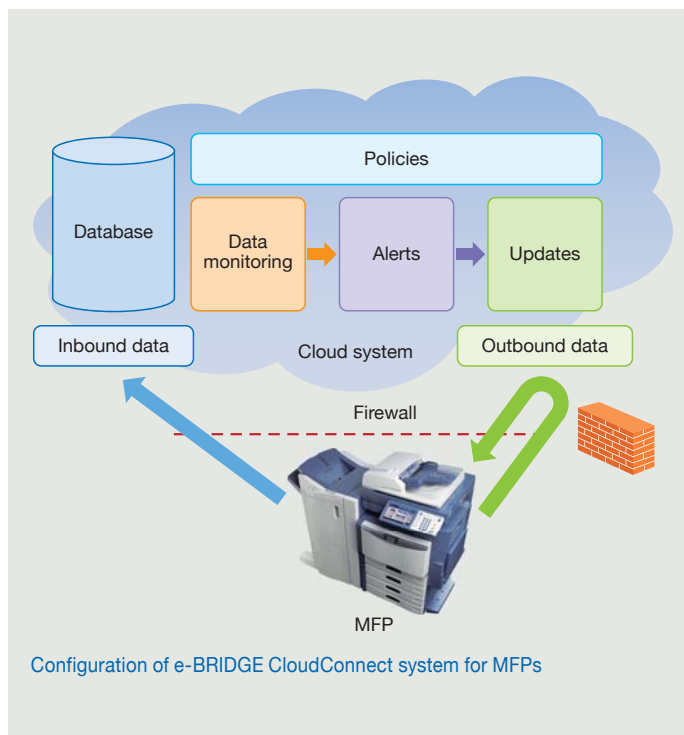 Policies
Database
Data
monitoring
Alerts
Updates
Inbound data
Cloud system
Outbound data
Firewall
MFP
Configuration of e-BRIDGE CloudConnect system for MFPs